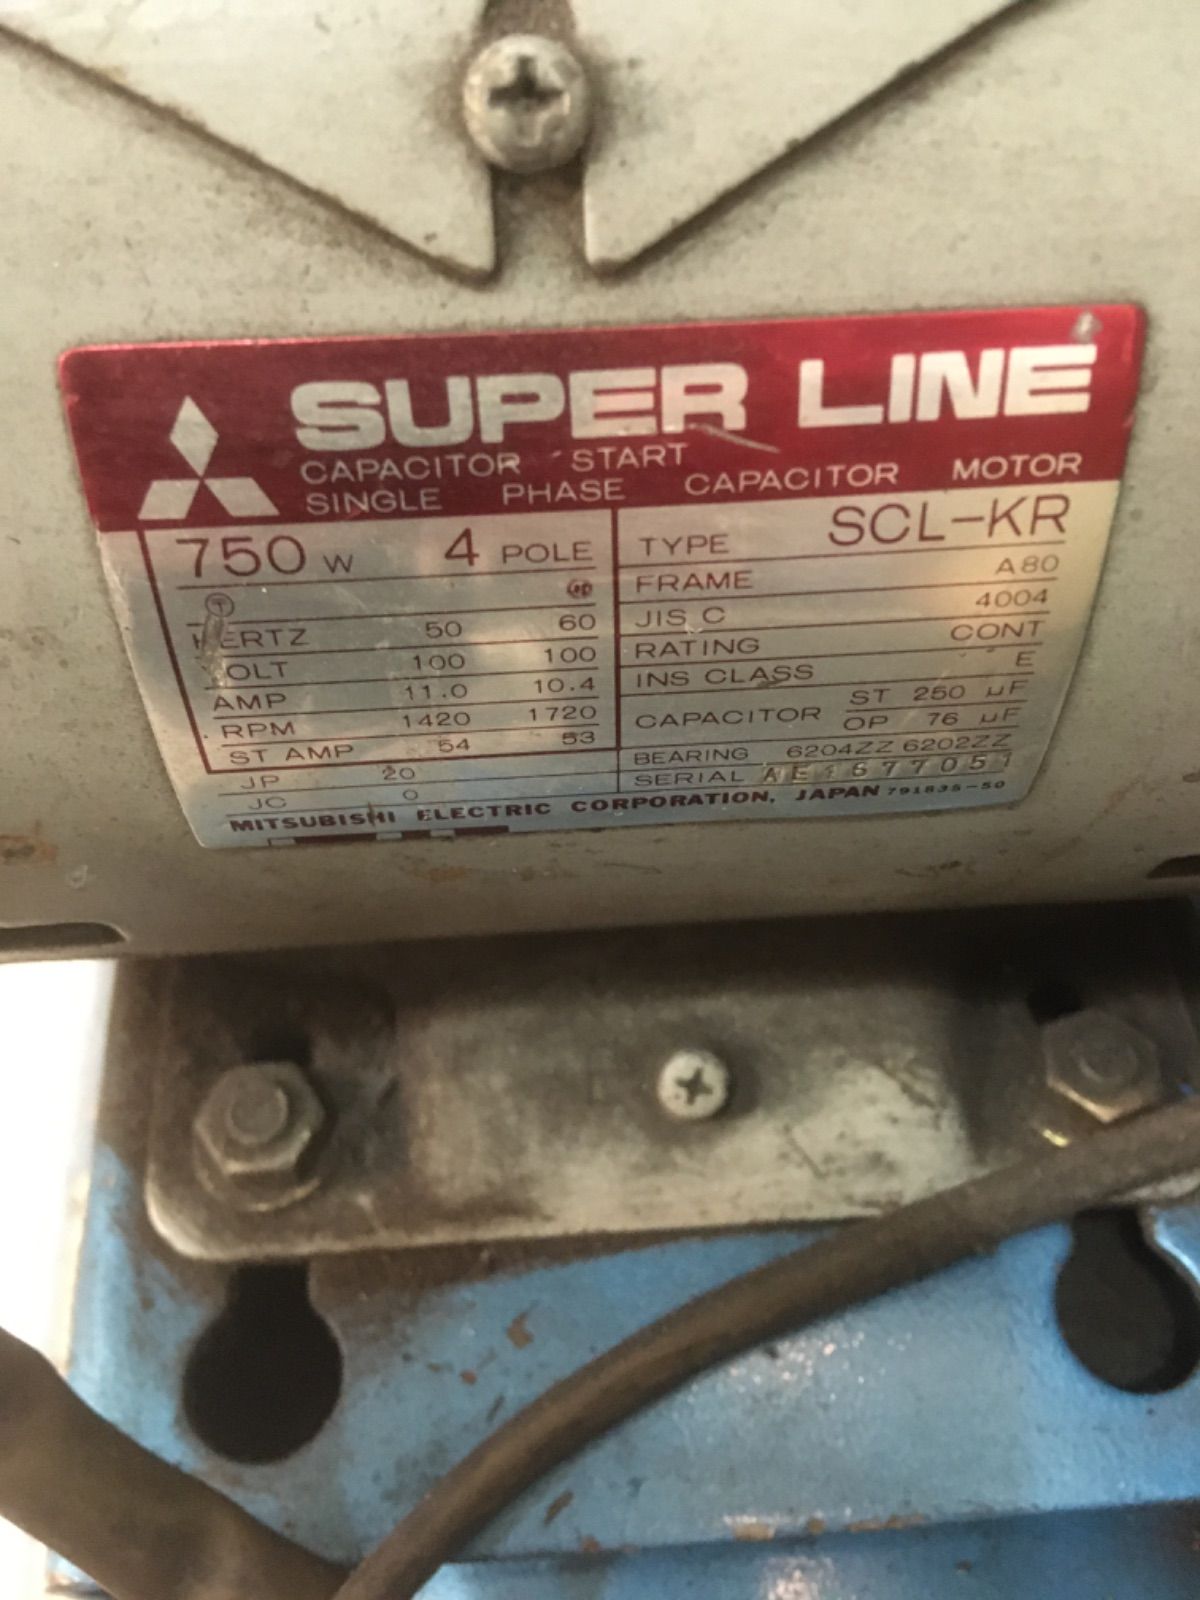 SUPER LINE
CAPACITOR START
SINGLE PHASE CAPACITOR MOTOR
750 W 4 POLE
HERTZ 50 60
VOLT 100 100
AMP 11.0 10.4
RPM 1420 1720
ST AMP 54 53
JP 20
JC 0
TYPE SCL-KR
FRAME A80
JIS C 4004
RATING CONT
INS CLASS E
CAPACITOR ST 250 μF
OP 76 μF
BEARING 6204ZZ 6202ZZ
SERIAL
MITSUBISHI ELECTRIC CORPORATION, JAPAN 791835-50